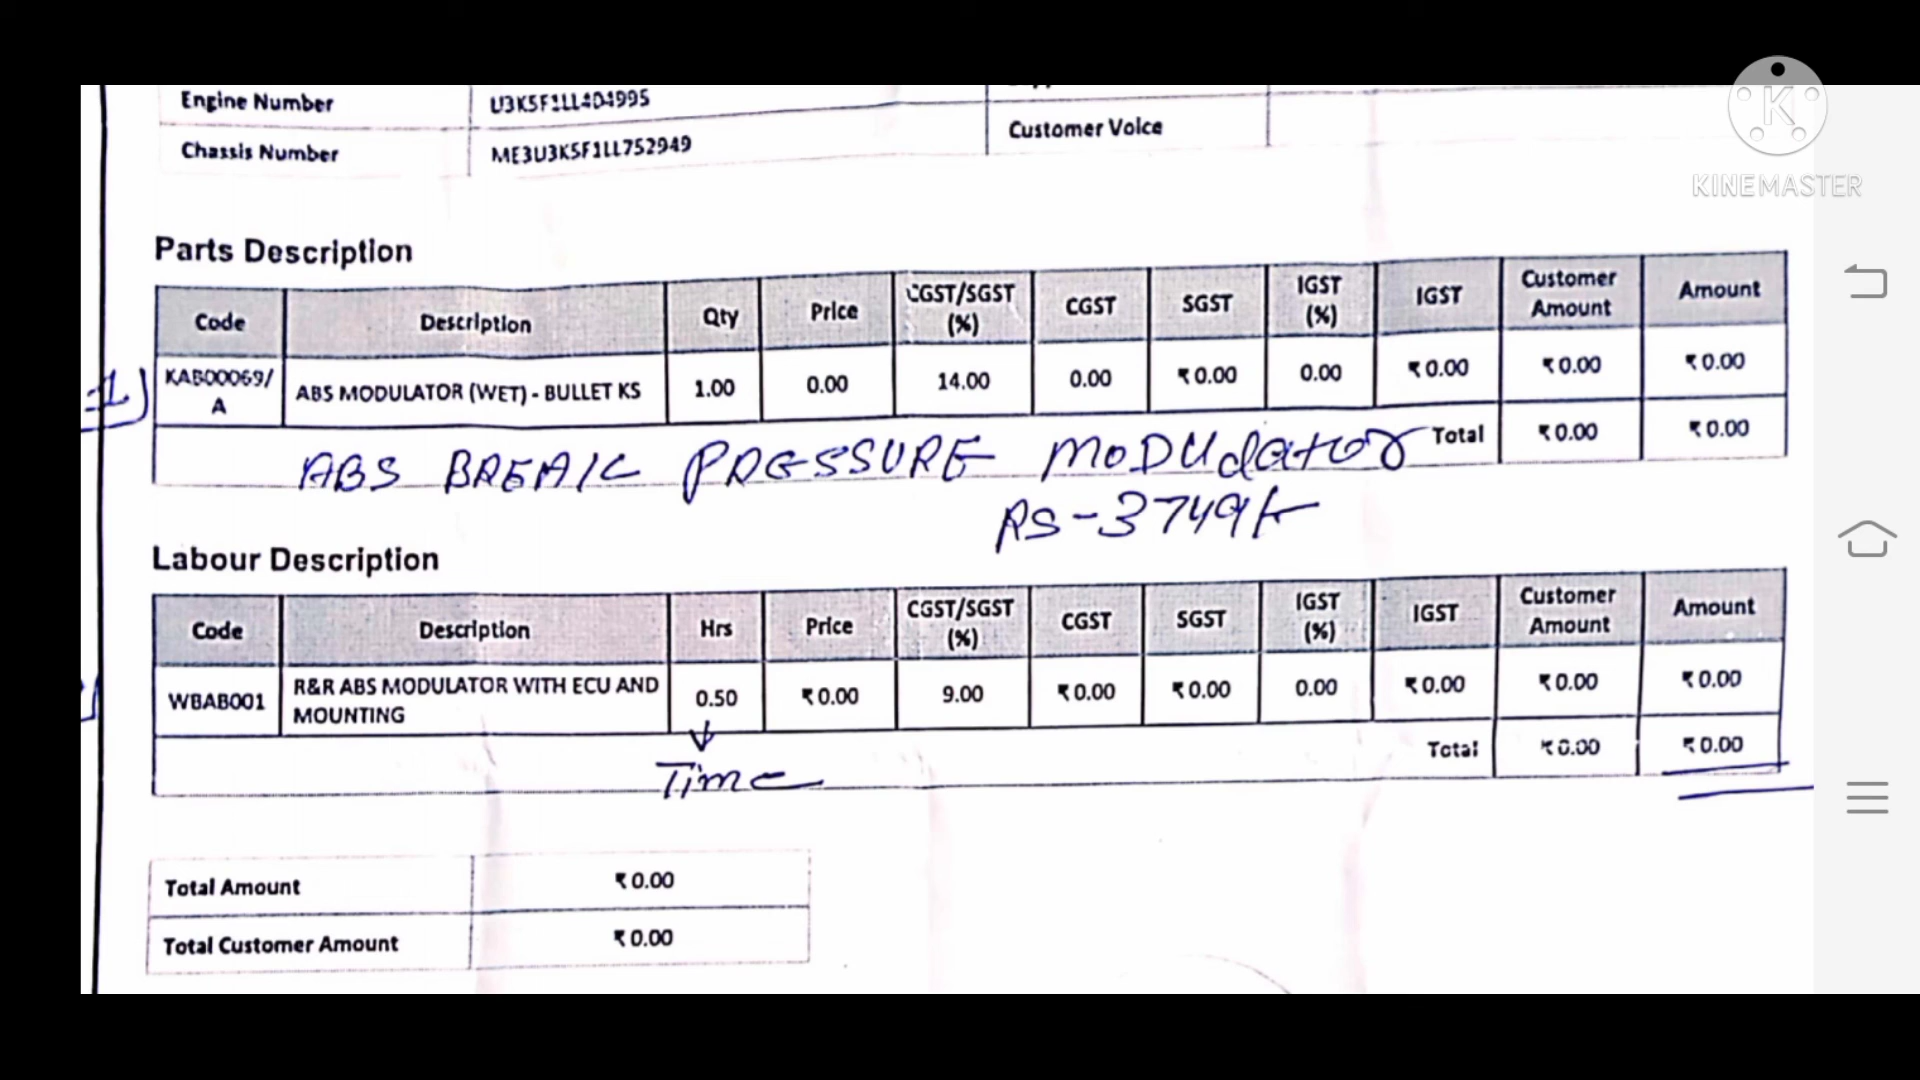 Engine Number U3K5F1LL404995
Chassis Number ME3U3K5F1LL752949 Customer Voice
KINEMASTER
Parts Description
Code Description Qty Price CGST/SGST (%) CGST SGST IGST (%) IGST Customer Amount Amount
1) KAB00069/A ABS MODULATOR (WET) - BULLET KS 1.00 0.00 14.00 0.00 ₹0.00 0.00 ₹0.00 ₹0.00 ₹0.00
Total ₹0.00 ₹0.00
ABS BREAK PRESSURE MODUdator
RS-3749/-
Labour Description
Code Description Hrs Price CGST/SGST (%) CGST SGST IGST (%) IGST Customer Amount Amount
WBAB001 R&R ABS MODULATOR WITH ECU AND MOUNTING 0.50 ₹0.00 9.00 ₹0.00 ₹0.00 0.00 ₹0.00 ₹0.00 ₹0.00
Total ₹0.00 ₹0.00
Time
Total Amount ₹0.00
Total Customer Amount ₹0.00